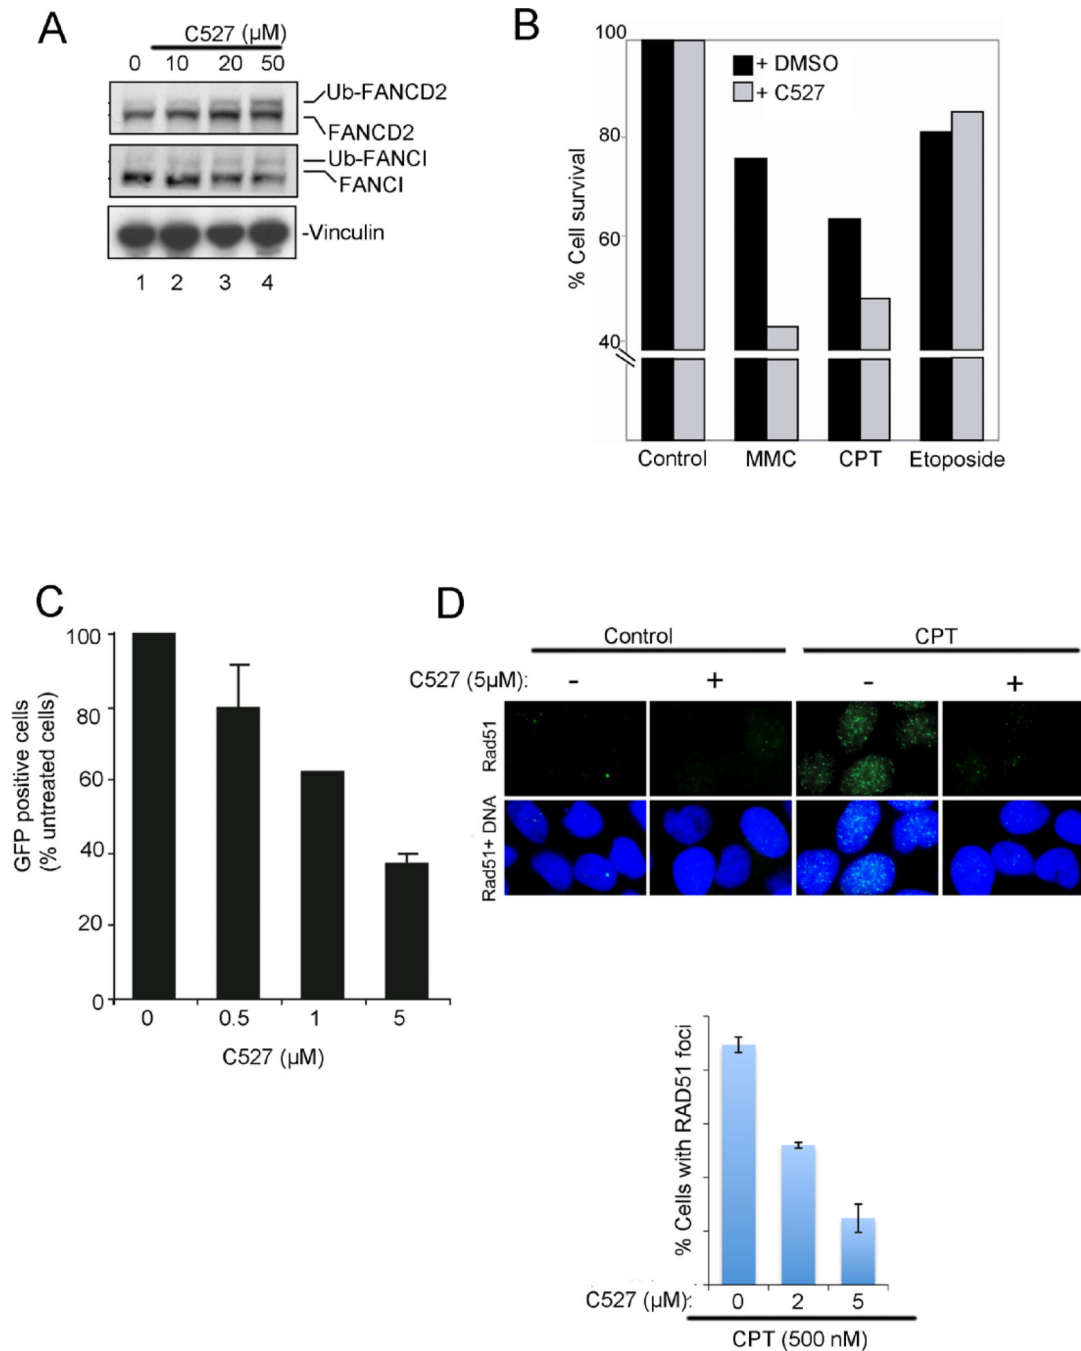 A
C527 (µM)
0 10 20 50
Ub-FANCD2
FANCD2
Ub-FANCI
FANCI
-Vinculin
1 2 3 4
B
100
80
60
40
% Cell survival
+ DMSO
+ C527
Control MMC CPT Etoposide
C
100
80
60
40
20
0
GFP positive cells
(% untreated cells)
0 0.5 1 5
C527 (µM)
D
Control CPT
C527 (5µM): - + - +
Rad51
Rad51+ DNA
% Cells with RAD51 foci
C527 (µM): 0 2 5
CPT (500 nM)